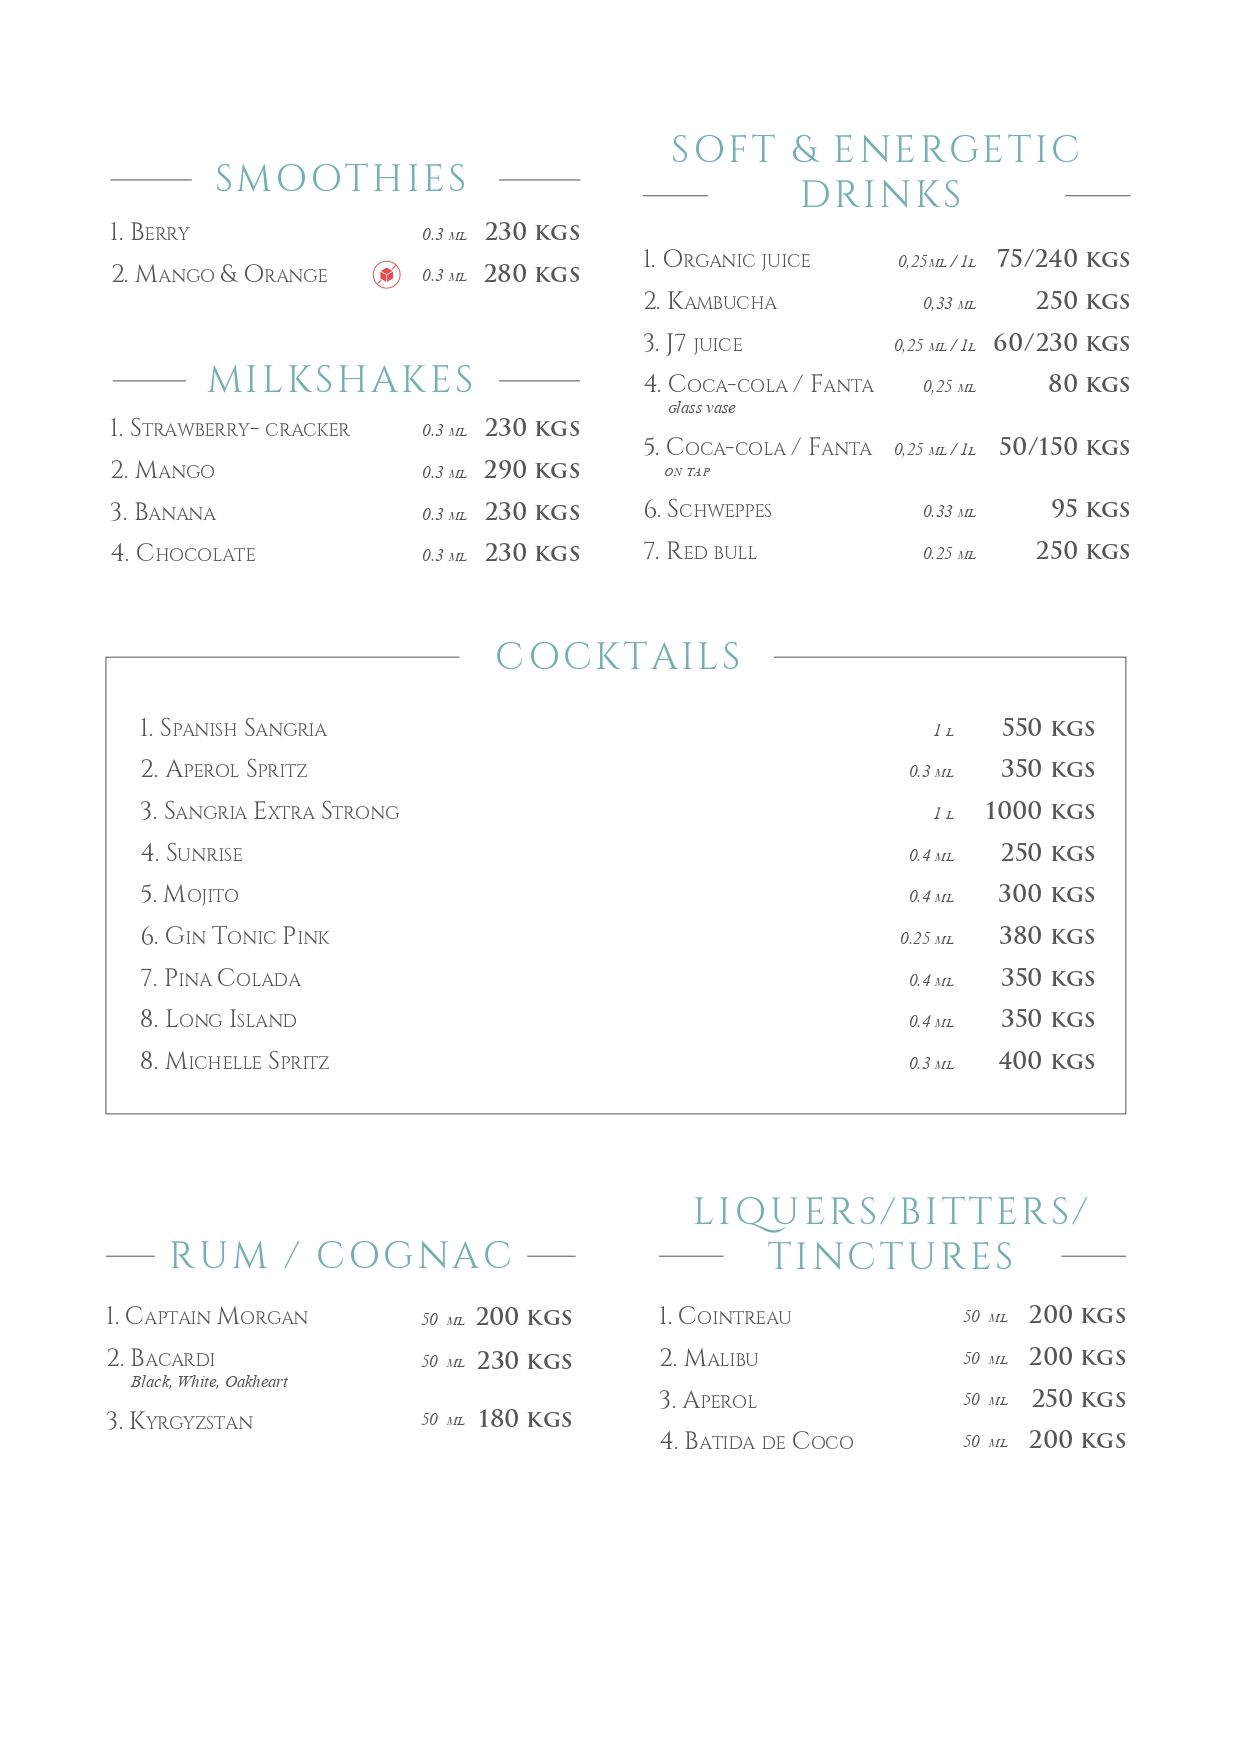 SMOOTHIES
1. Berry 0.3 ml 230 KGS
2. Mango & Orange 0.3 ml 280 KGS
MILKSHAKES
1. Strawberry- cracker 0.3 ml 230 KGS
2. Mango 0.3 ml 290 KGS
3. Banana 0.3 ml 230 KGS
4. Chocolate 0.3 ml 230 KGS
SOFT & ENERGETIC
DRINKS
1. Organic juice 0,25ml / 1l 75/240 KGS
2. Kambucha 0,33 ml 250 KGS
3. J7 juice 0,25 ml / 1l 60/230 KGS
4. Coca-cola / Fanta 0,25 ml 80 KGS
Glass vase
5. Coca-cola / Fanta 0,25 ml / 1l 50/150 KGS
on tap
6. Schweppes 0.33 ml 95 KGS
7. Red bull 0.25 ml 250 KGS
COCKTAILS
1. Spanish Sangria 1 l 550 KGS
2. Aperol Spritz 0.3 ml 350 KGS
3. Sangria Extra Strong 1 l 1000 KGS
4. Sunrise 0.4 ml 250 KGS
5. Mojito 0.4 ml 300 KGS
6. Gin Tonic Pink 0.25 ml 380 KGS
7. Pina Colada 0.4 ml 350 KGS
8. Long Island 0.4 ml 350 KGS
8. Michelle Spritz 0.3 ml 400 KGS
RUM / COGNAC
1. Captain Morgan 50 ml 200 KGS
2. Bacardi 50 ml 230 KGS
Black, White, Oakheart
3. Kyrgyzstan 50 ml 180 KGS
LIQUERS/BITTERS/
TINCTURES
1. Cointreau 50 ml 200 KGS
2. Malibu 50 ml 200 KGS
3. Aperol 50 ml 250 KGS
4. Batida de Coco 50 ml 200 KGS